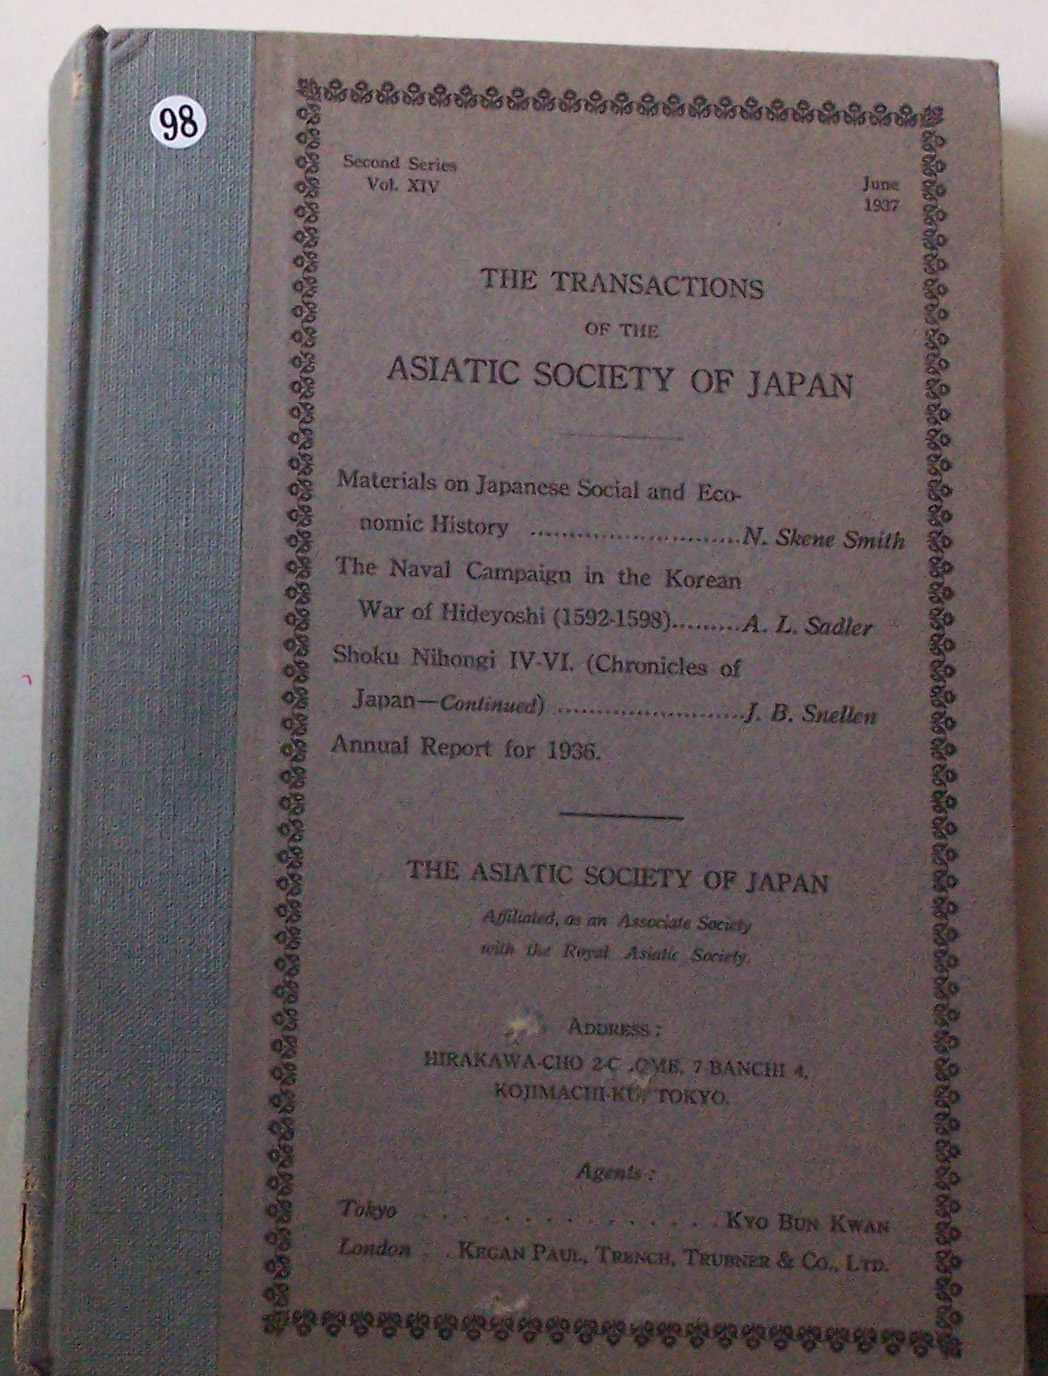 98
Second Series
Vol. XIV
June
1937
THE TRANSACTIONS
OF THE
ASIATIC SOCIETY OF JAPAN
Materials on Japanese Social and Eco-
nomic History ............................N. Skene Smith
The Naval Campaign in the Korean
War of Hideyoshi (1592-1598).........A. L. Sadler
Shoku Nihongi IV-VI. (Chronicles of
Japan—Continued) .........................J. B. Snellen
Annual Report for 1936.
THE ASIATIC SOCIETY OF JAPAN
Affiliated, as an Associate Society
with the Royal Asiatic Society.
ADDRESS:
HIRAKAWA-CHO 2-C OME, 7-BANCHI 4,
KOJIMACHI-KU, TOKYO.
Agents:
Tokyo . . . . . . . . . . . . . . . . KYO BUN KWAN
London . . KEGAN PAUL, TRENCH, TRUBNER & CO., LTD.